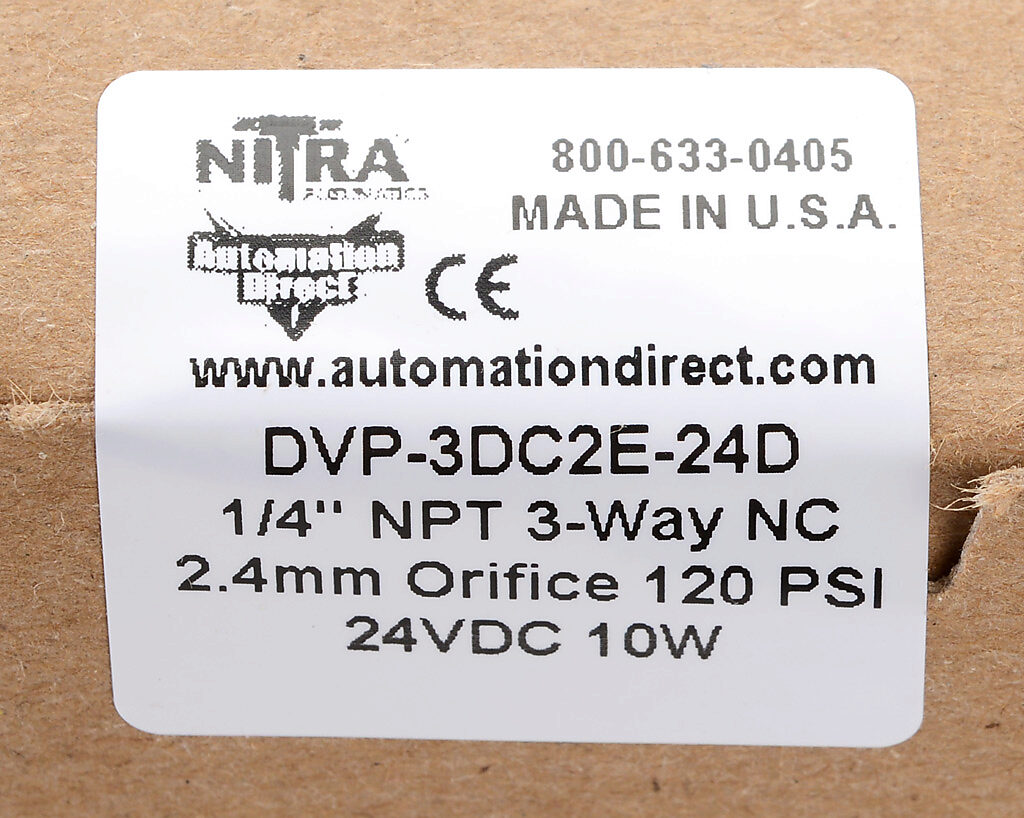 NITRA
PNEUMATICS
800-633-0405
MADE IN U.S.A.
Automation
Direct
CE
www.automationdirect.com
DVP-3DC2E-24D
1/4" NPT 3-Way NC
2.4mm Orifice 120 PSI
24VDC 10W